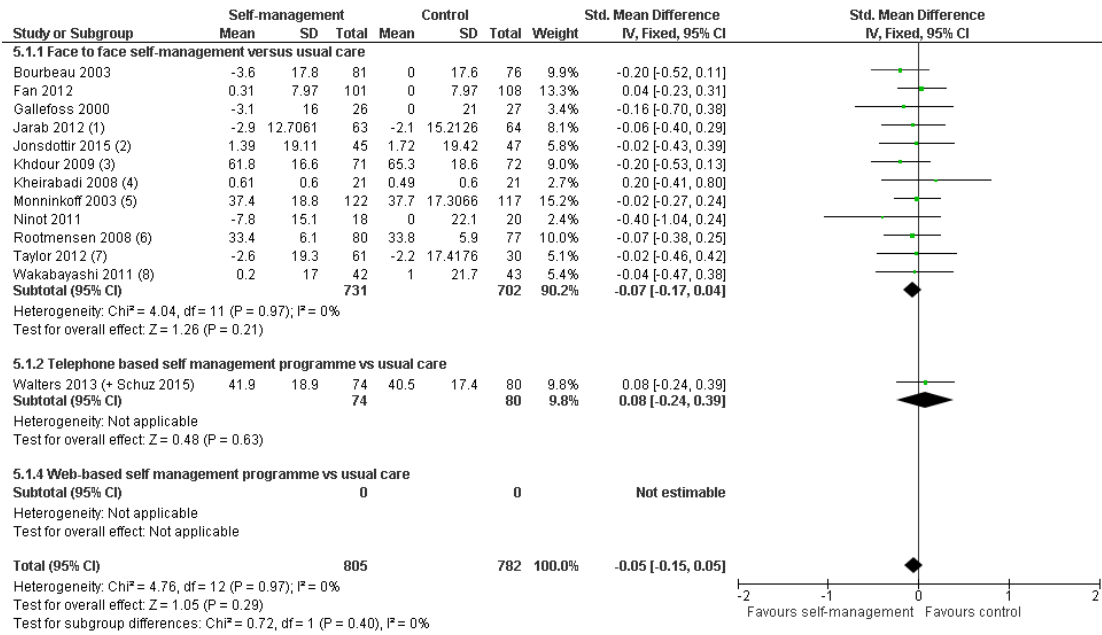 Self-management Control Std. Mean Difference Std. Mean Difference
Study or Subgroup Mean SD Total Mean SD Total Weight IV, Fixed, 95% CI IV, Fixed, 95% CI
5.1.1 Face to face self-management versus usual care
Bourbeau 2003 -3.6 17.8 81 0 17.6 76 9.9% -0.20 [-0.52, 0.11]
Fan 2012 0.31 7.97 101 0 7.97 108 13.3% 0.04 [-0.23, 0.31]
Gallefoss 2000 -3.1 16 26 0 21 27 3.4% -0.16 [-0.70, 0.38]
Jarab 2012 (1) -2.9 12.7061 63 -2.1 15.2126 64 8.1% -0.06 [-0.40, 0.29]
Jonsdottir 2015 (2) 1.39 19.11 45 1.72 19.42 47 5.8% -0.02 [-0.43, 0.39]
Khdour 2009 (3) 61.8 16.6 71 65.3 18.6 72 9.0% -0.20 [-0.53, 0.13]
Kheirabadi 2008 (4) 0.61 0.6 21 0.49 0.6 21 2.7% 0.20 [-0.41, 0.80]
Monninkoff 2003 (5) 37.4 18.8 122 37.7 17.3066 117 15.2% -0.02 [-0.27, 0.24]
Ninot 2011 -7.8 15.1 18 0 22.1 20 2.4% -0.40 [-1.04, 0.24]
Rootmensen 2008 (6) 33.4 6.1 80 33.8 5.9 77 10.0% -0.07 [-0.38, 0.25]
Taylor 2012 (7) -2.6 19.3 61 -2.2 17.4176 30 5.1% -0.02 [-0.46, 0.42]
Wakabayashi 2011 (8) 0.2 17 42 1 21.7 43 5.4% -0.04 [-0.47, 0.38]
Subtotal (95% CI) 731 702 90.2% -0.07 [-0.17, 0.04]
Heterogeneity: Chi² = 4.04, df = 11 (P = 0.97); I² = 0%
Test for overall effect: Z = 1.26 (P = 0.21)
5.1.2 Telephone based self management programme vs usual care
Walters 2013 (+ Schuz 2015) 41.9 18.9 74 40.5 17.4 80 9.8% 0.08 [-0.24, 0.39]
Subtotal (95% CI) 74 80 9.8% 0.08 [-0.24, 0.39]
Heterogeneity: Not applicable
Test for overall effect: Z = 0.48 (P = 0.63)
5.1.4 Web-based self management programme vs usual care
Subtotal (95% CI) 0 0 Not estimable
Heterogeneity: Not applicable
Test for overall effect: Not applicable
Total (95% CI) 805 782 100.0% -0.05 [-0.15, 0.05]
Heterogeneity: Chi² = 4.76, df = 12 (P = 0.97); I² = 0%
Test for overall effect: Z = 1.05 (P = 0.29)
Test for subgroup differences: Chi² = 0.72, df = 1 (P = 0.40), I² = 0%
-2 -1 0 1 2
Favours self-management Favours control